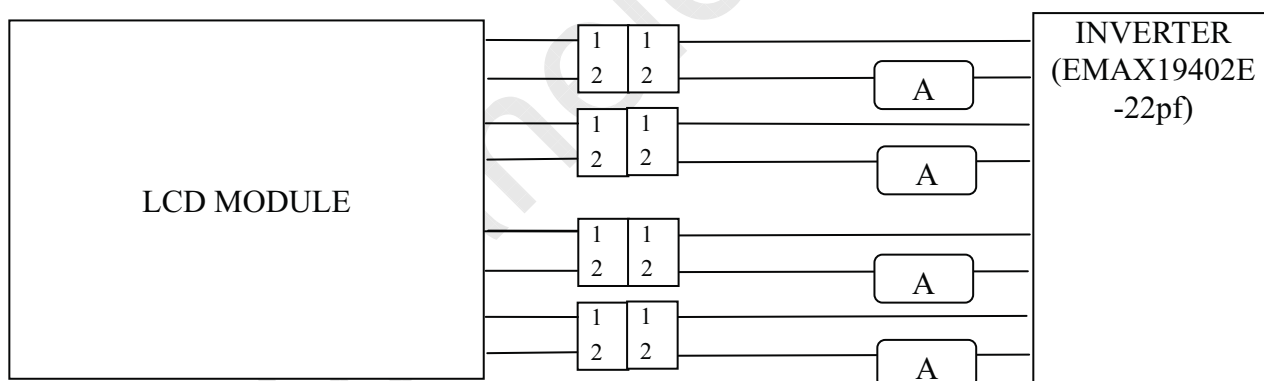 LCD MODULE
1 1
2 2
A
1 1
2 2
A
1 1
2 2
A
1 1
2 2
A
INVERTER
(EMAX19402E
-22pf)